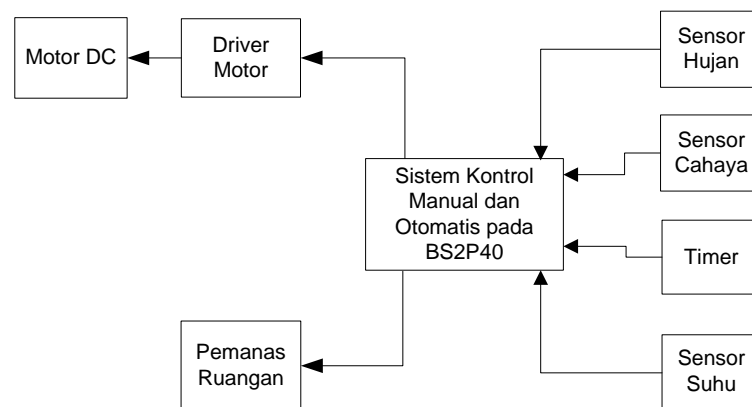 Motor DC
Driver
Motor
Sensor
Hujan
Sensor
Cahaya
Sistem Kontrol
Manual dan
Otomatis pada
BS2P40
Timer
Pemanas
Ruangan
Sensor
Suhu